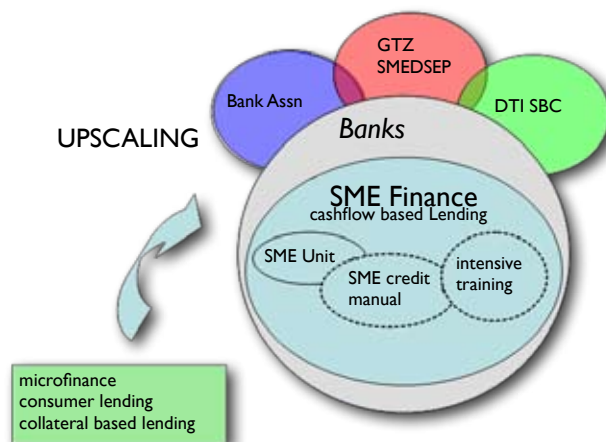 GTZ
SMEDSEP
Bank Assn
DTI SBC
UPSCALING
Banks
SME Finance
cashflow based Lending
SME Unit
SME credit
manual
intensive
training
microfinance
consumer lending
collateral based lending